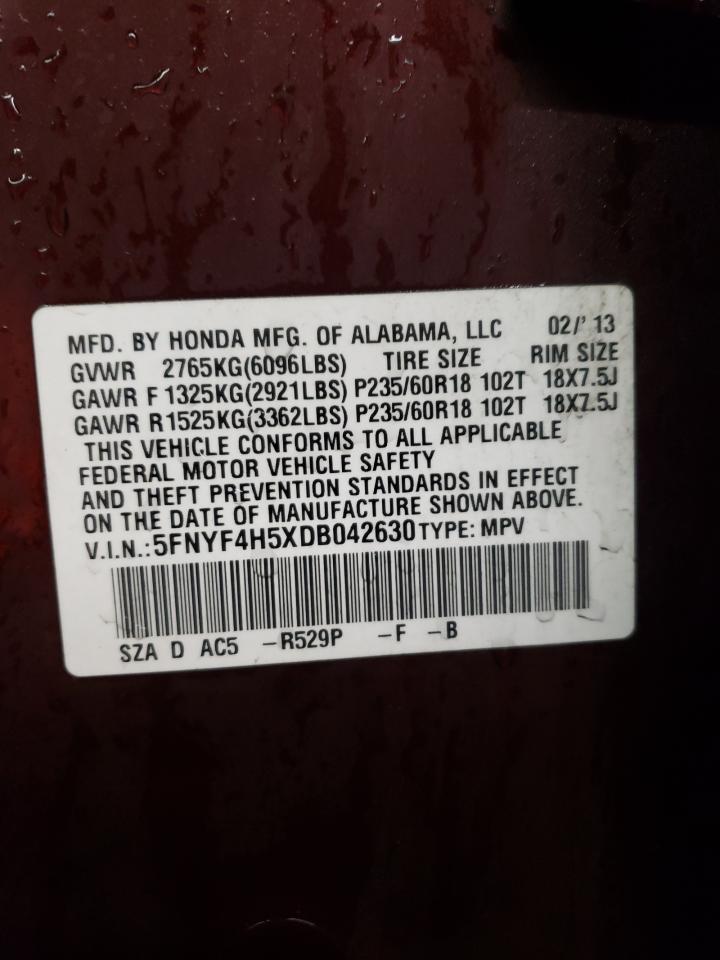 MFD. BY HONDA MFG. OF ALABAMA, LLC 02/'13
GVWR 2765KG(6096LBS) TIRE SIZE RIM SIZE
GAWR F 1325KG(2921LBS) P235/60R18 102T 18X7.5J
GAWR R1525KG(3362LBS) P235/60R18 102T 18X7.5J
THIS VEHICLE CONFORMS TO ALL APPLICABLE
FEDERAL MOTOR VEHICLE SAFETY
AND THEFT PREVENTION STANDARDS IN EFFECT
ON THE DATE OF MANUFACTURE SHOWN ABOVE.
V.I.N.:5FNYF4H5XDB042630 TYPE: MPV
SZA D AC5 -R529P -F -B